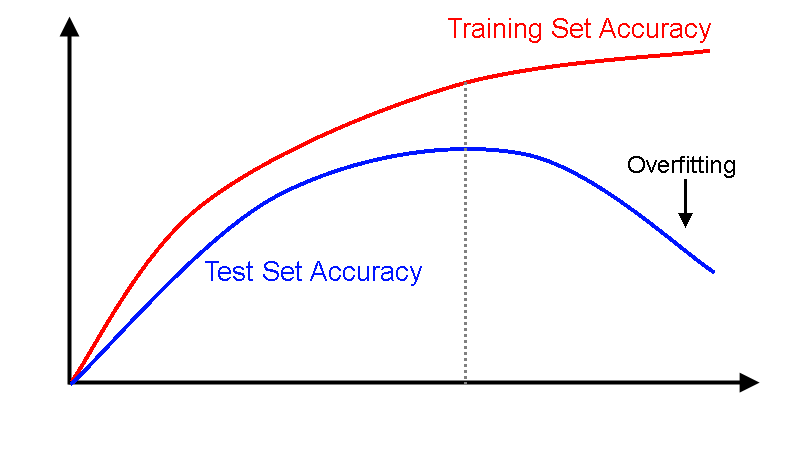 Training Set Accuracy
Overfitting
Test Set Accuracy